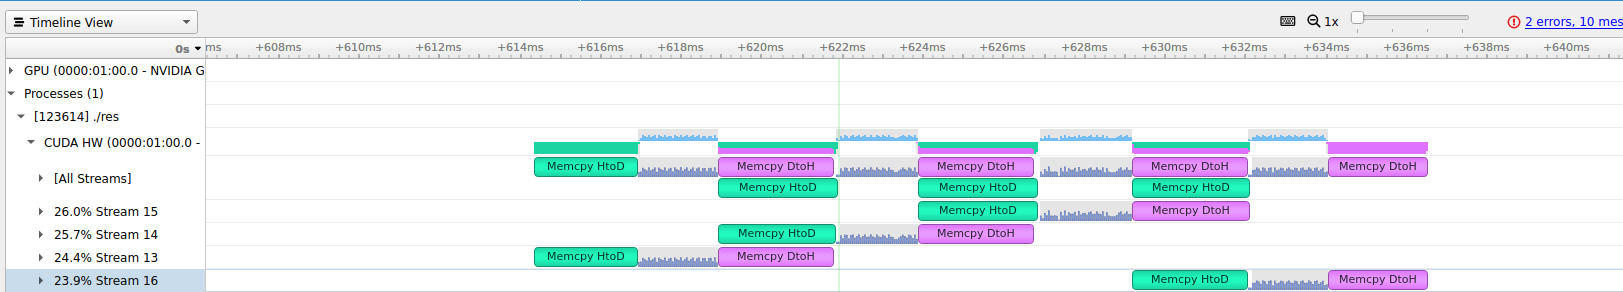 Timeline View
1x
2 errors, 10 mes
0s
ms +608ms +610ms +612ms +614ms +616ms +618ms +620ms +622ms +624ms +626ms +628ms +630ms +632ms +634ms +636ms +638ms +640ms
GPU (0000:01:00.0 - NVIDIA G
Processes (1)
[123614] ./res
CUDA HW (0000:01:00.0 -
[All Streams] Memcpy HtoD Memcpy DtoH Memcpy DtoH Memcpy DtoH Memcpy DtoH
Memcpy HtoD Memcpy HtoD Memcpy HtoD
26.0% Stream 15 Memcpy HtoD Memcpy DtoH
25.7% Stream 14 Memcpy HtoD Memcpy DtoH
24.4% Stream 13 Memcpy HtoD Memcpy DtoH
23.9% Stream 16 Memcpy HtoD Memcpy DtoH